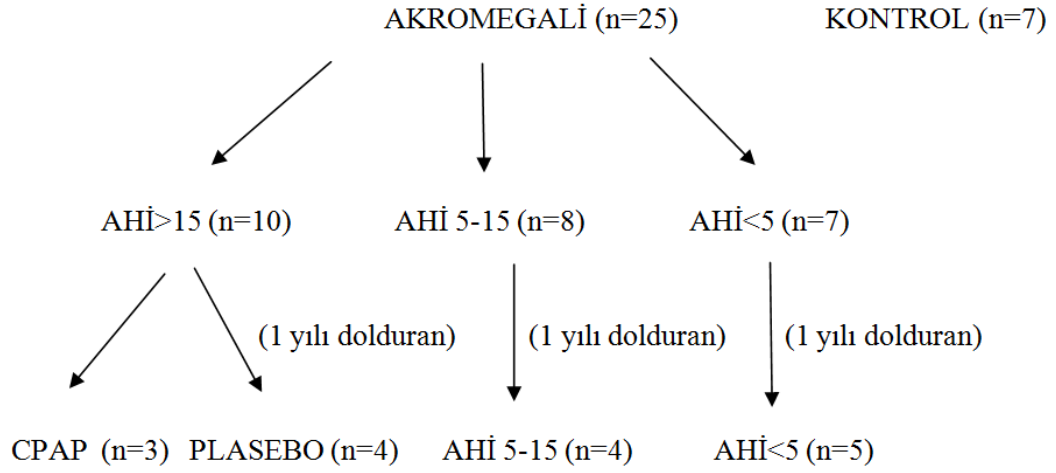 AKROMEGALİ (n=25) KONTROL (n=7)
AHİ>15 (n=10) AHİ 5-15 (n=8) AHİ<5 (n=7)
(1 yılı dolduran) (1 yılı dolduran) (1 yılı dolduran)
CPAP (n=3) PLASEBO (n=4) AHİ 5-15 (n=4) AHİ<5 (n=5)